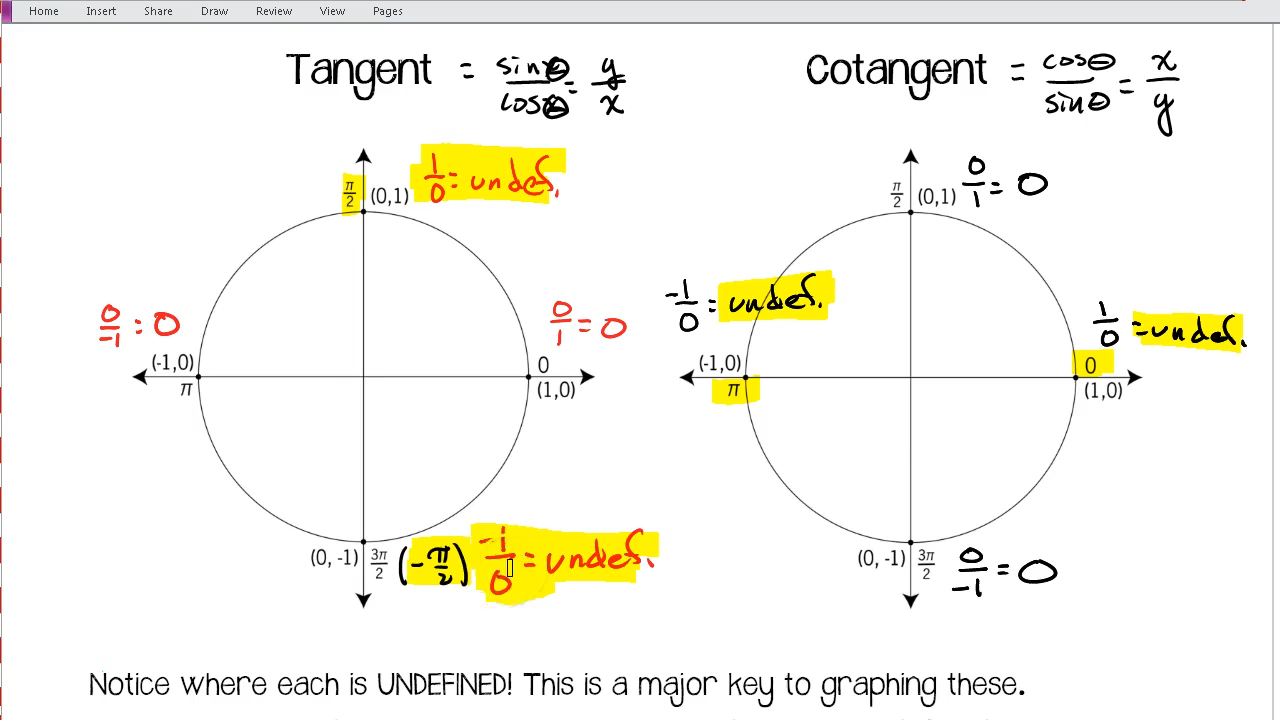 Home Insert Share Draw Review View Pages
Tangent = sinθ/cosθ = y/x
Cotangent = cosθ/sinθ = x/y
π/2 (0,1) 1/0 = undef.
0/-1 = 0
(-1,0)
π
0/1 = 0
0
(1,0)
(0, -1) 3π/2 (-π/2) -1/0 = undef.
π/2 (0,1) 0/1 = 0
-1/0 = undef.
(-1,0)
π
1/0 = undef.
0
(1,0)
(0, -1) 3π/2 0/-1 = 0
Notice where each is UNDEFINED! This is a major key to graphing these.